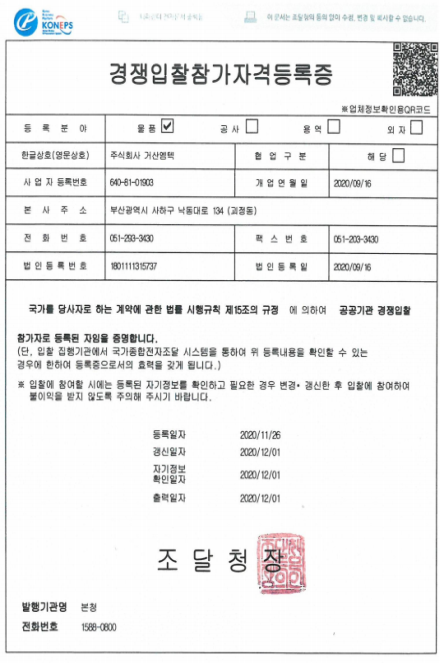 KONEPS
이 문서는 조달청의 동의 없이 수정, 변경 및 복사할 수 없습니다.
경쟁입찰참가자격등록증
※업체정보확인용QR코드
등 록 분 야 물 품 ✓ 공 사 용 역 외 자
한글상호(영문상호) 주식회사 거산엠텍 협 업 구 분 해 당
사 업 자 등록번호 640-81-01903 개 업 연 월 일 2020/09/16
본 사 주 소 부산광역시 사하구 낙동대로 134 (괴정동)
전 화 번 호 051-293-3430 팩 스 번 호 051-203-3430
법 인 등 록 번 호 1801111315737 법 인 등 록 일 2020/09/16
국가를 당사자로 하는 계약에 관한 법률 시행규칙 제15조의 규정 에 의하여 공공기관 경쟁입찰
참가자로 등록된 자임을 증명합니다.
(단, 입찰 집행기관에서 국가종합전자조달 시스템을 통하여 위 등록내용을 확인할 수 있는
경우에 한하여 등록증으로서의 효력을 갖게 됩니다.)
※ 입찰에 참여할 시에는 등록된 자기정보를 확인하고 필요한 경우 변경• 갱신한 후 입찰에 참여하여
불이익을 받지 않도록 주의해 주시기 바랍니다.
등록일자 2020/11/26
갱신일자 2020/12/01
자기정보
확인일자 2020/12/01
출력일자 2020/12/01
조 달 청 장
발행기관명 본청
전화번호 1588-0800